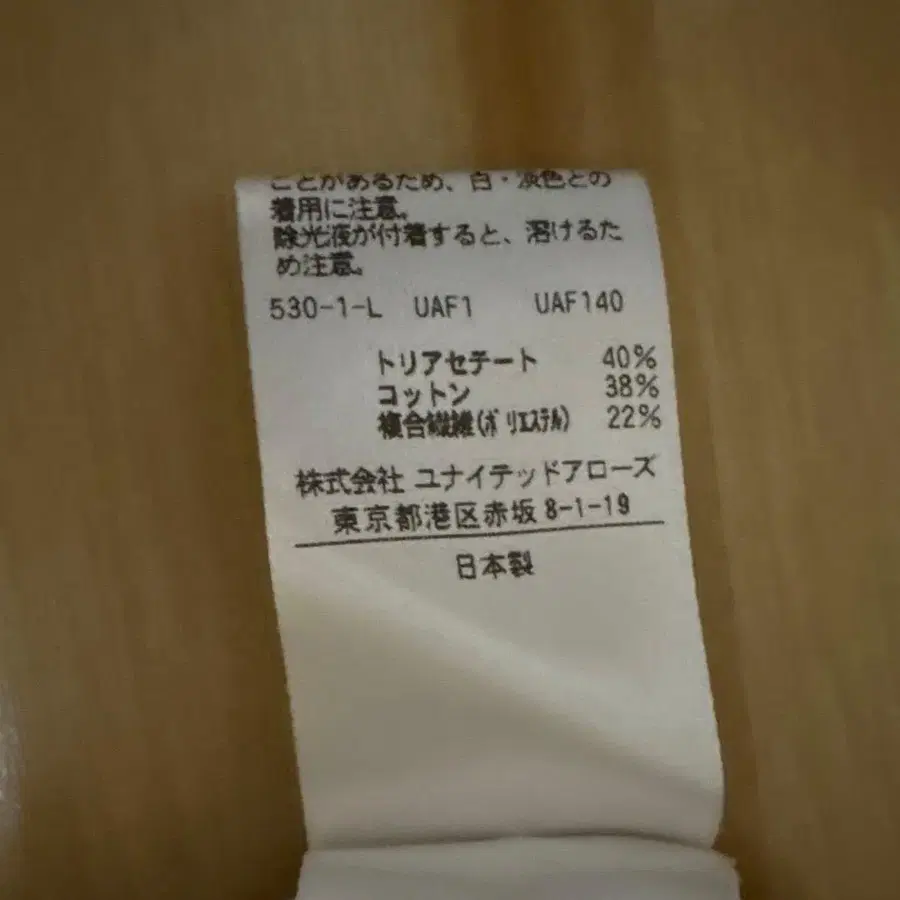 ことがあるため、白・淡色との
着用に注意。
除光液が付着すると、溶けるた
め注意。
530-1-L UAF1 UAF140
トリアセテート 40%
コットン 38%
複合繊維(ポリエステル) 22%
株式会社 ユナイテッドアローズ
東京都港区赤坂8-1-19
日本製